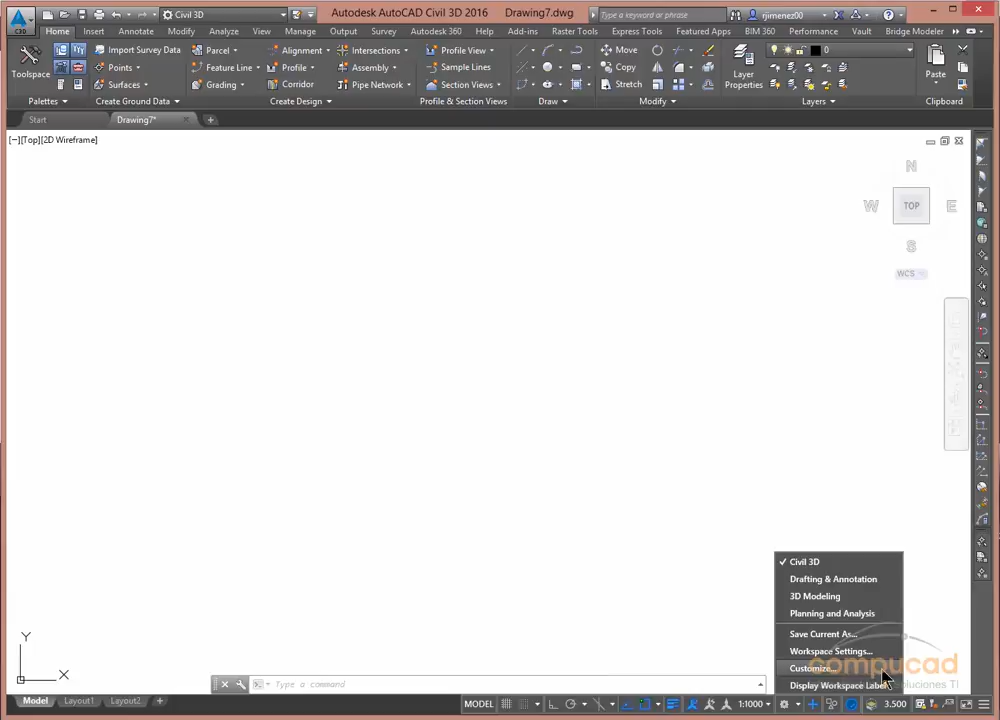 Civil 3D
Autodesk AutoCAD Civil 3D 2016 Drawing7.dwg
Type a keyword or phrase
rjimenez00
C3D
Home Insert Annotate Modify Analyze View Manage Output Survey Autodesk 360 Help Add-ins Raster Tools Express Tools Featured Apps BIM 360 Performance Vault Bridge Modeler
Import Survey Data Parcel Alignment Intersections Profile View Move 0
Points Feature Line Profile Assembly Sample Lines Copy
Toolspace Surfaces Grading Corridor Pipe Network Section Views Stretch Layer Properties Paste
Palettes Create Ground Data Create Design Profile & Section Views Draw Modify Layers Clipboard
Start Drawing7*
[−][Top][2D Wireframe]
N
W TOP E
S
WCS
Civil 3D
Drafting & Annotation
3D Modeling
Planning and Analysis
Save Current As...
Workspace Settings...
Customize...
Display Workspace Label
compucad
Soluciones TI
Y
X
Type a command
Model Layout1 Layout2 MODEL 1:1000 3.500